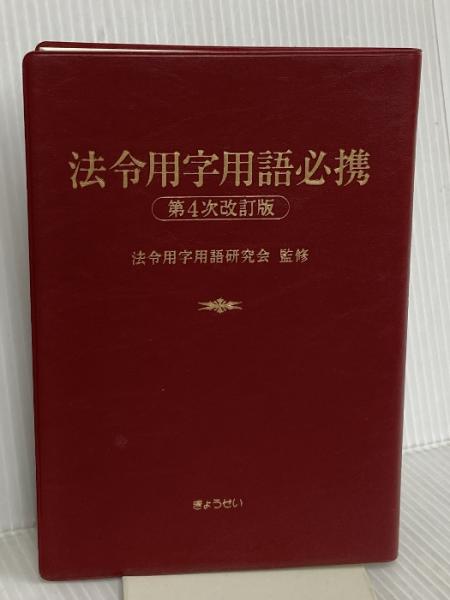 法令用字用語必携
第4次改訂版
法令用字用語研究会 監修
ぎょうせい